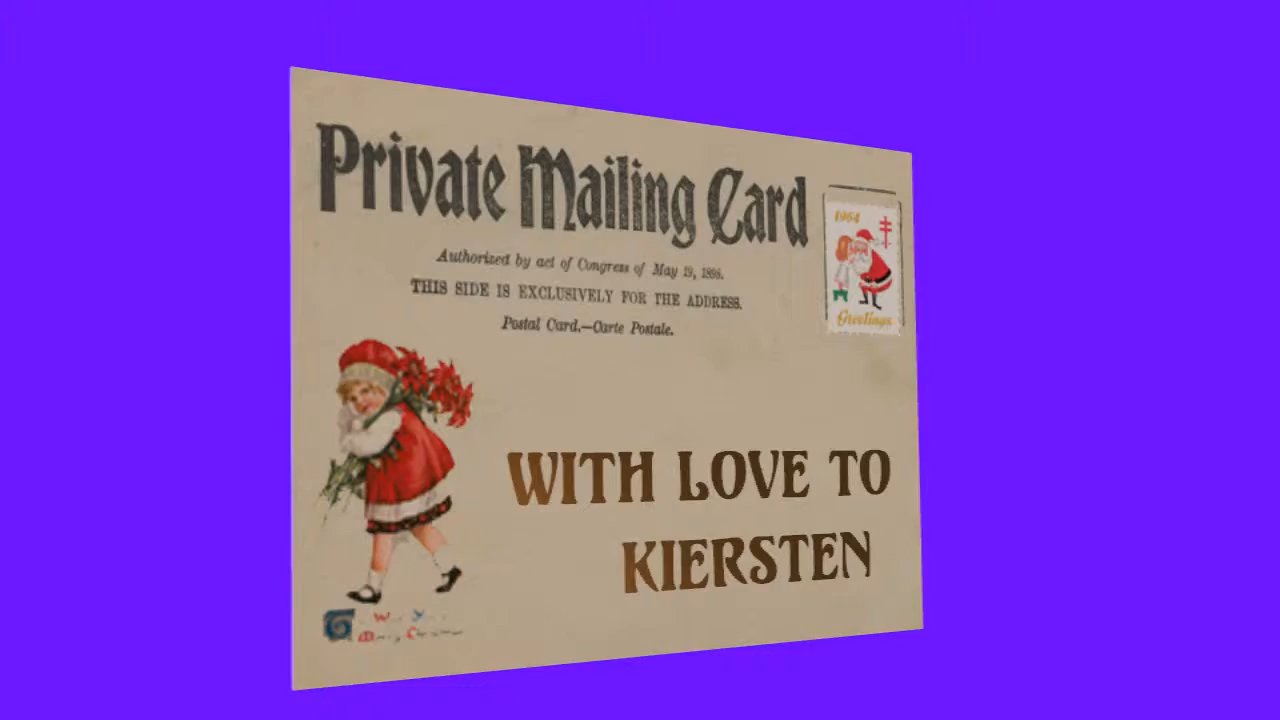 Private Mailing Card
Authorized by act of Congress of May 19, 1898.
THIS SIDE IS EXCLUSIVELY FOR THE ADDRESS.
Postal Card.—Carte Postale.
1964
Greetings
WITH LOVE TO
KIERSTEN